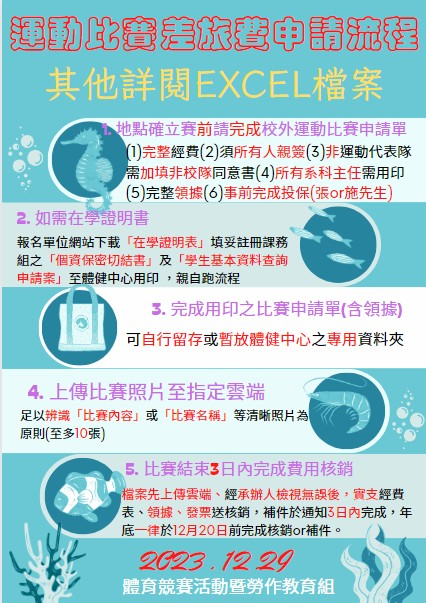 運動比賽差旅費申請流程
其他詳閱EXCEL檔案
1. 地點確立賽前請完成校外運動比賽申請單
(1)完整經費(2)須所有人親簽(3)非運動代表隊
需加填非校隊同意書(4)所有系科主任需用印
(5)完整領據(6)事前完成投保(張or施先生)
2. 如需在學證明書
報名單位網站下載「在學證明表」填妥註冊課務
組之「個資保密切結書」及「學生基本資料查詢
申請案」至體健中心用印 ，親自跑流程
3. 完成用印之比賽申請單(含領據)
可自行留存或暫放體健中心之專用資料夾
4. 上傳比賽照片至指定雲端
足以辨識「比賽內容」或「比賽名稱」等清晰照片為
原則(至多10張)
5. 比賽結束3日內完成費用核銷
檔案先上傳雲端、經承辦人檢視無誤後，實支經費
表、領據、發票送核銷，補件於通知3日內完成，年
底一律於12月20日前完成核銷or補件。
2023.12.29
體育競賽活動暨勞作教育組